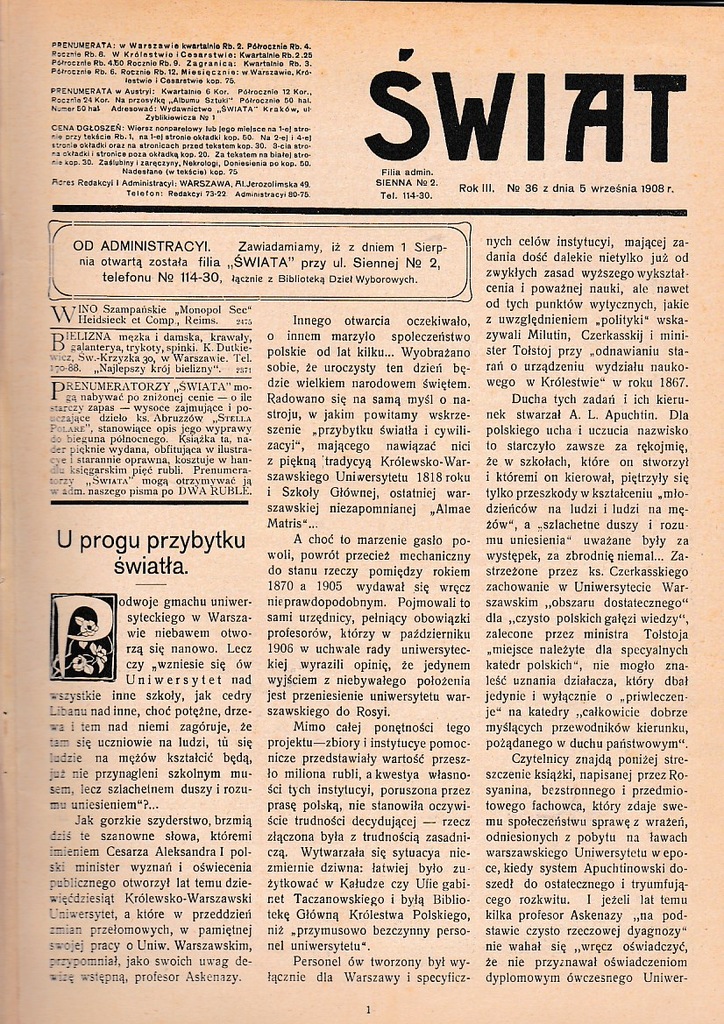 PRENUMERATA: w Warszawie kwartalnie Rb. 2. Półrocznie Rb. 4.
Rocznie Rb. 8. W Królestwie i Cesarstwie: Kwartalnie Rb. 2.25
Półrocznie Rb. 4.50 Rocznie Rb. 9. Zagranicą: Kwartalnie Rb. 3.
Półrocznie Rb. 6. Rocznie Rb. 12. Miesięcznie: w Warszawie, Kró-
lestwie i Cesarstwie kop. 75.
PRENUMERATA w Austryi: Kwartalnie 6 Kor. Półrocznie 12 Kor.,
Rocznie 24 Kor. Na przesyłkę „Albumu Sztuki" Półrocznie 50 hal.
Numer 50 hal. Adresować: Wydawnictwo „ŚWIATA" Kraków, ul.
Zyblikiewicza № 1
CENA OGŁOSZEŃ: Wiersz nonparelowy lub jego miejsce na 1-ej stro-
nie przy tekście Rb. 1, na 1-ej stronie okładki kop. 50. Na 2-ej i 4-ej
stronie okładki oraz na stronicach przed tekstem kop. 30. 3-cia stro-
na okładki i stronice poza okładką kop. 20. Za tekstem na białej stro-
nie kop. 30. Zaślubiny i zaręczyny, Nekrologi, Doniesienia po kop. 50.
Nadesłane (w tekście) kop. 75
Adres Redakcyi i Administracyi: WARSZAWA, Al. Jerozolimska 49.
Telefon: Redakcyi 73-22 Administracyi 80-75.
ŚWIAT
Filia admin.
SIENNA № 2.
Tel. 114-30.
Rok III. № 36 z dnia 5 września 1908 r.
OD ADMINISTRACYI. Zawiadamiamy, iż z dniem 1 Sierp-
nia otwartą została filia „ŚWIATA" przy ul. Siennej № 2,
telefonu № 114-30, łącznie z Biblioteką Dzieł Wyborowych.
WINO Szampańskie „Monopol Sec"
Heidsieck et Comp., Reims. 2475
BIELIZNA męzka i damska, krawaty,
galanterya, trykoty, spinki. K. Dutkie-
wicz, Św.-Krzyzka 30, w Warszawie. Tel.
170-88. „Najlepszy krój bielizny". 2371
PRENUMERATORZY „ŚWIATA" mo-
gą nabywać po zniżonej cenie — o ile
starczy zapas — wysoce zajmujące i po-
uczające dzieło ks. Abruzzów „STELLA
POLARE", stanowiące opis jego wyprawy
do bieguna północnego. Książka ta, na-
der pięknie wydana, obfitująca w ilustra-
cye i starannie oprawna, kosztuje w han-
dlu księgarskim pięć rubli. Prenumera-
torzy „ŚWIATA" mogą otrzymywać ją
w adm. naszego pisma po DWA RUBLE.
U progu przybytku
światła.
Podwoje gmachu uniwer-
syteckiego w Warsza-
wie niebawem otwo-
rzą się nanowo. Lecz
czy „wzniesie się ów
Uniwersytet nad
wszystkie inne szkoły, jak cedry
Libanu nad inne, choć potężne, drze-
wa i tem nad niemi zagóruje, że
tam się uczniowie na ludzi, tu się
ludzie na mężów kształcić będą,
już nie przynagleni szkolnym mu-
sem, lecz szlachetnem duszy i rozu-
mu uniesieniem"?...
Jak gorzkie szyderstwo, brzmią
dziś te szanowne słowa, któremi
imieniem Cesarza Aleksandra I pol-
ski minister wyznań i oświecenia
publicznego otworzył lat temu dzie-
więćdziesiąt Królewsko-Warszawski
Uniwersytet, a które w przeddzień
zmian przełomowych, w pamiętnej
swojej pracy o Uniw. Warszawskim,
przypomniał, jako swoich uwag de-
wizę wstępną, profesor Askenazy.
Innego otwarcia oczekiwało,
o innem marzyło społeczeństwo
polskie od lat kilku... Wyobrażano
sobie, że uroczysty ten dzień bę-
dzie wielkiem narodowem świętem.
Radowano się na samą myśl o na-
stroju, w jakim powitamy wskrze-
szenie „przybytku światła i cywili-
zacyi", mającego nawiązać nici
z piękną tradycyą Królewsko-War-
szawskiego Uniwersytetu 1818 roku
i Szkoły Głównej, ostatniej war-
szawskiej niezapomnianej „Almae
Matris"...
A choć to marzenie gasło po-
woli, powrót przecież mechaniczny
do stanu rzeczy pomiędzy rokiem
1870 a 1905 wydawał się wręcz
nieprawdopodobnym. Pojmowali to
sami urzędnicy, pełniący obowiązki
profesorów, którzy w październiku
1906 w uchwale rady uniwersytec-
kiej wyrazili opinię, że jedynem
wyjściem z niebywałego położenia
jest przeniesienie uniwersytetu war-
szawskiego do Rosyi.
Mimo całej ponętności tego
projektu—zbiory i instytucye pomoc-
nicze przedstawiały wartość przesz-
ło miliona rubli, a kwestya własno-
ści tych instytucyi, poruszona przez
prasę polską, nie stanowiła oczywi-
ście trudności decydującej — rzecz
złączona była z trudnością zasadni-
czą. Wytwarzała się sytuacya nie-
zmiernie dziwna: łatwiej było zu-
żytkować w Kałudze czy Ufie gabi-
net Taczanowskiego i byłą Biblio-
tekę Główną Królestwa Polskiego,
niż „przymusowo bezczynny perso-
nel uniwersytetu".
Personel ów tworzony był wy-
łącznie dla Warszawy i specyficz-
nych celów instytucyi, mającej za-
dania dość dalekie nietylko już od
zwykłych zasad wyższego wykształ-
cenia i poważnej nauki, ale nawet
od tych punktów wytycznych, jakie
z uwzględnieniem „polityki" wska-
zywali Milutin, Czerkasskij i mini-
ster Tołstoj przy „odnawianiu sta-
rań o urządzeniu wydziału nauko-
wego w Królestwie" w roku 1867.
Ducha tych zadań i ich kieru-
nek stwarzał A. L. Apuchtin. Dla
polskiego ucha i uczucia nazwisko
to starczyło zawsze za rękojmię,
że w szkołach, które on stworzył
i któremi on kierował, piętrzyły się
tylko przeszkody w kształceniu „mło-
dzieńców na ludzi i ludzi na mę-
żów", a „szlachetne duszy i rozu-
mu uniesienia" uważane były za
występek, za zbrodnię niemal... Za-
strzeżone przez ks. Czerkasskiego
zachowanie w Uniwersytecie War-
szawskim „obszaru dostatecznego"
dla „czysto polskich gałęzi wiedzy",
zalecone przez ministra Tołstoja
„miejsce należyte dla specyalnych
katedr polskich", nie mogło zna-
leść uznania działacza, który dbał
jedynie i wyłącznie o „priwleczen-
je" na katedry „całkowicie dobrze
myślących przewodników kierunku,
pożądanego w duchu państwowym".
Czytelnicy znajdą poniżej stre-
szczenie książki, napisanej przez Ro-
syanina, bezstronnego i przedmio-
towego fachowca, który zdaje swe-
mu społeczeństwu sprawę z wrażeń,
odniesionych z pobytu na ławach
warszawskiego Uniwersytetu w epo-
ce, kiedy system Apuchtinowski do-
szedł do ostatecznego i tryumfują-
cego rozkwitu. I jeżeli lat temu
kilka profesor Askenazy „na pod-
stawie czysto rzeczowej dyagnozy"
nie wahał się „wręcz oświadczyć,
że nie przyznawał oświadczeniom
dyplomowym ówczesnego Uniwer-
1